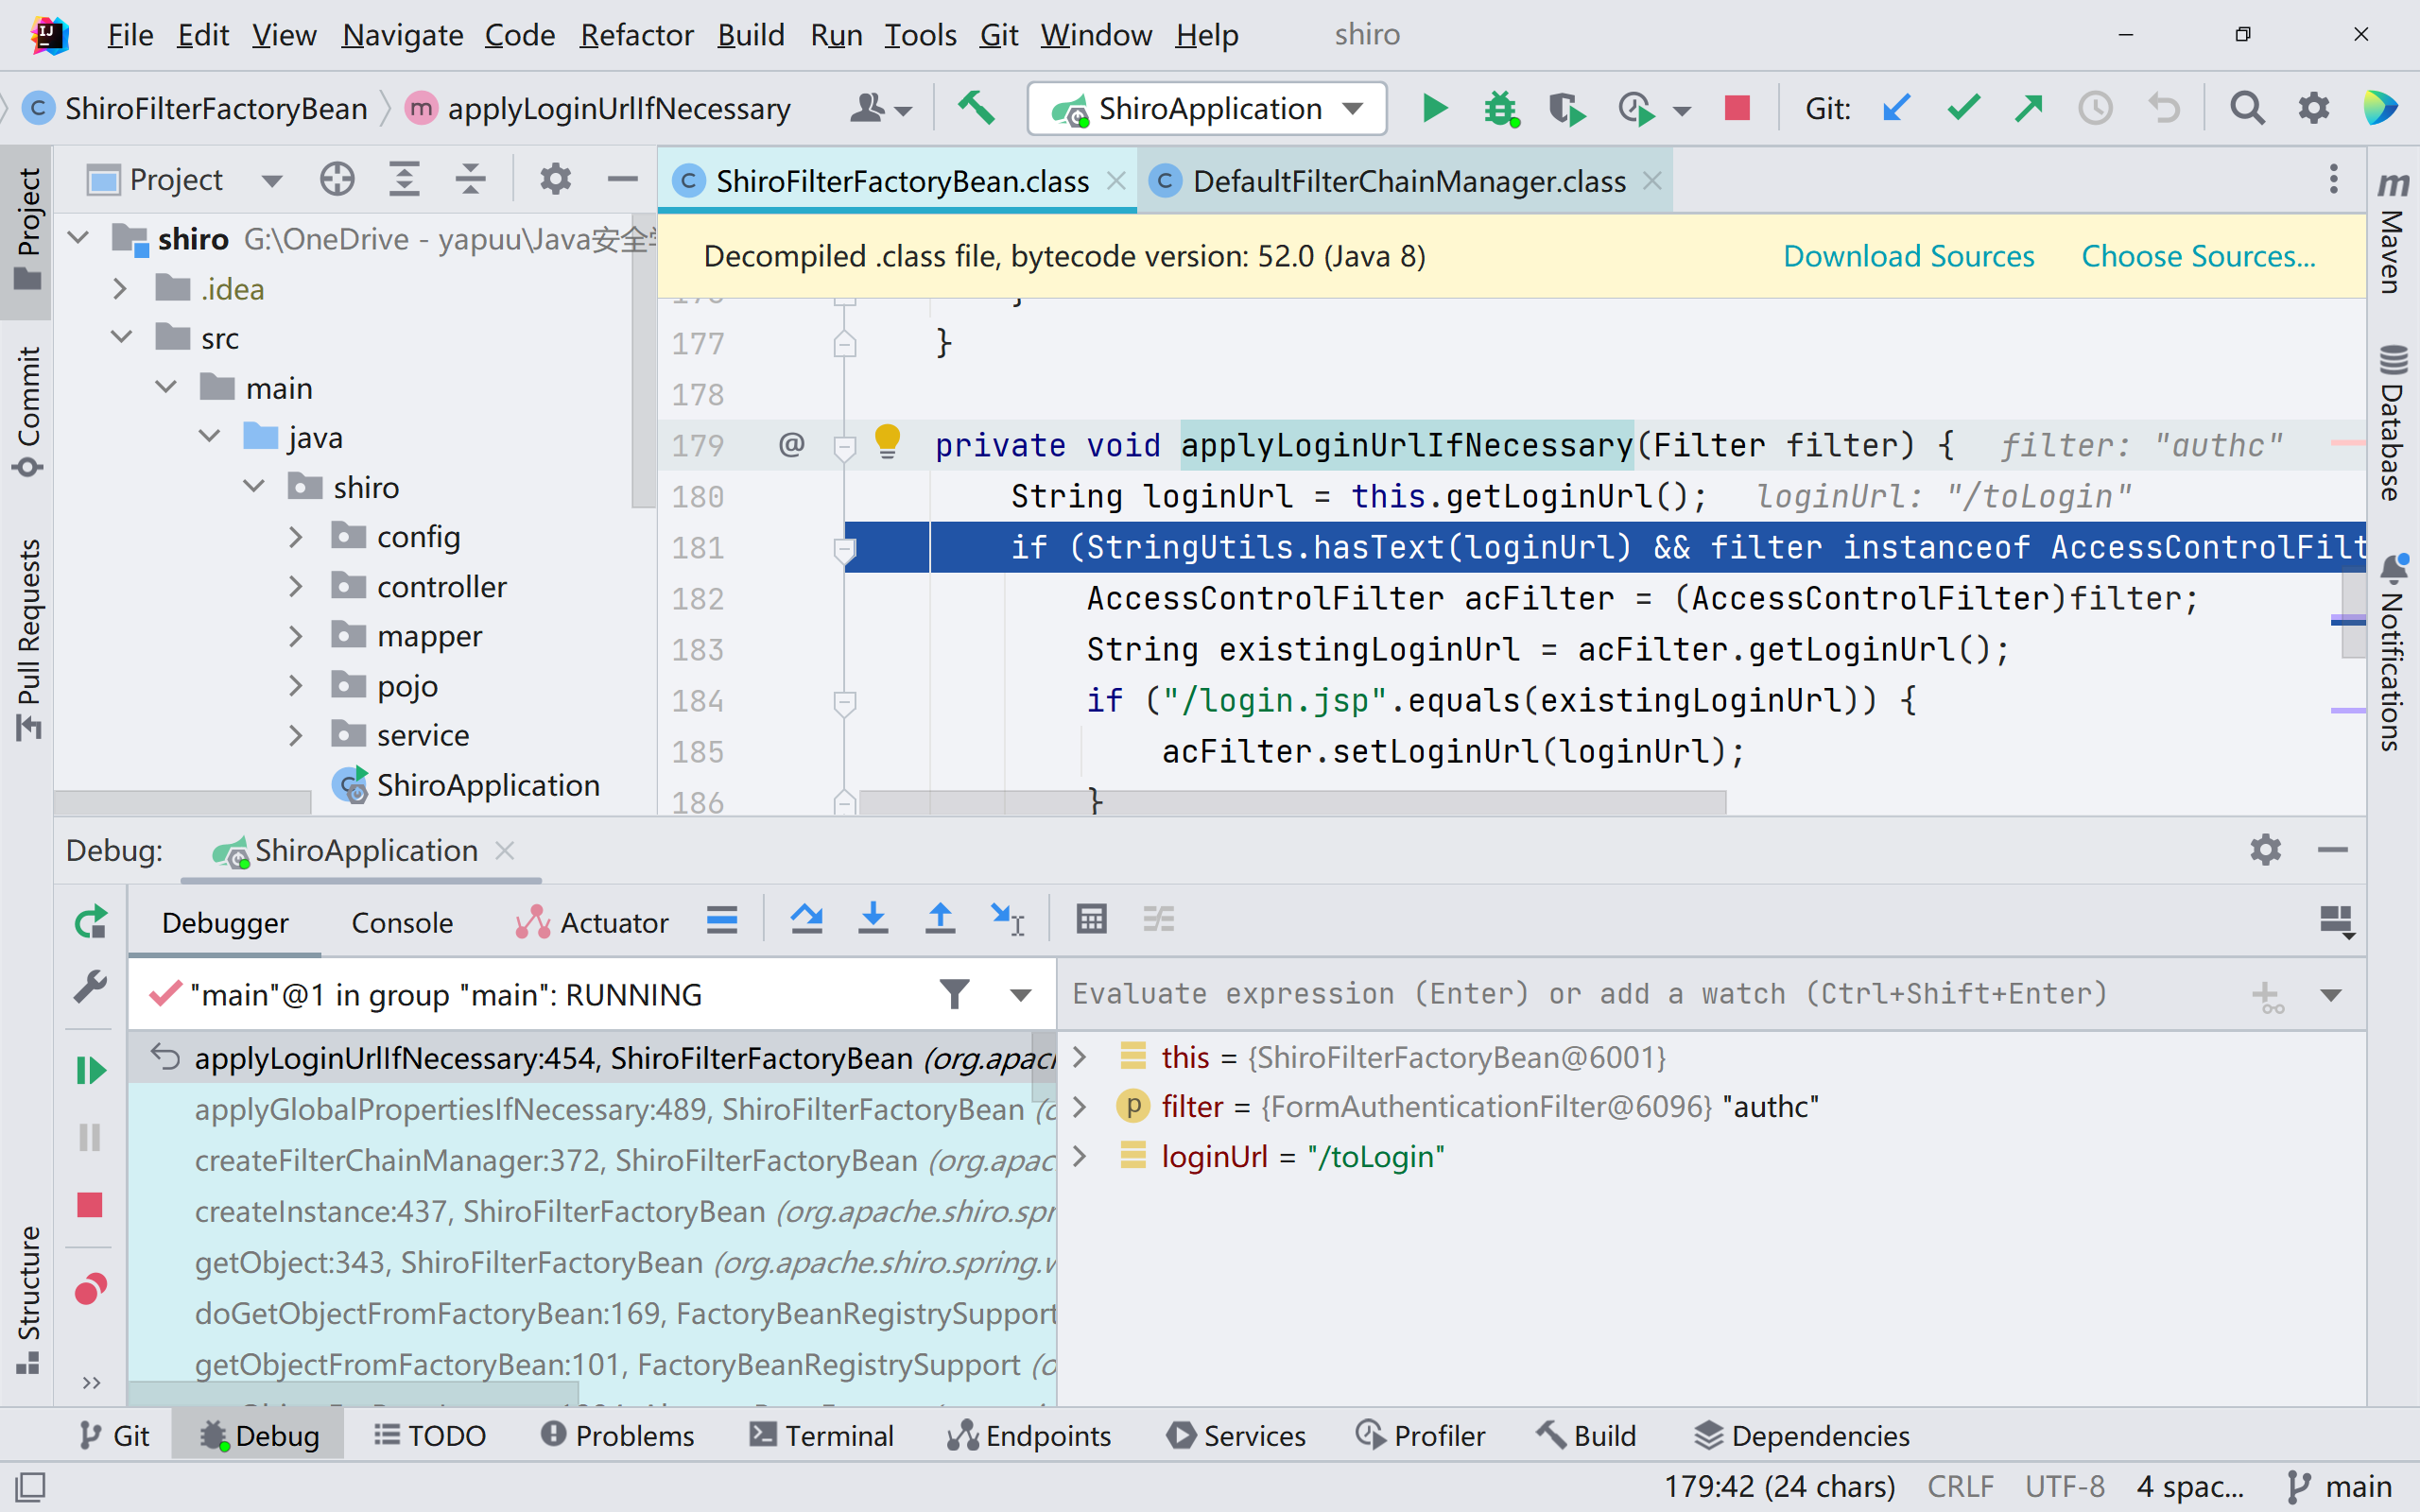 File Edit View Navigate Code Refactor Build Run Tools Git Window Help shiro
ShiroFilterFactoryBean applyLoginUrlIfNecessary ShiroApplication Git:
Project
ShiroFilterFactoryBean.class DefaultFilterChainManager.class
shiro G:\OneDrive - yapuu\Java安全
.idea
src
main
java
shiro
config
controller
mapper
pojo
service
ShiroApplication
Decompiled .class file, bytecode version: 52.0 (Java 8) Download Sources Choose Sources...
177 }
178
179 @ private void applyLoginUrlIfNecessary(Filter filter) { filter: "authc"
180 String loginUrl = this.getLoginUrl(); loginUrl: "/toLogin"
181 if (StringUtils.hasText(loginUrl) && filter instanceof AccessControlFilt
182 AccessControlFilter acFilter = (AccessControlFilter)filter;
183 String existingLoginUrl = acFilter.getLoginUrl();
184 if ("/login.jsp".equals(existingLoginUrl)) {
185 acFilter.setLoginUrl(loginUrl);
186 }
Project
Commit
Pull Requests
Structure
Maven
Database
Notifications
Debug: ShiroApplication
Debugger Console Actuator
"main"@1 in group "main": RUNNING
Evaluate expression (Enter) or add a watch (Ctrl+Shift+Enter)
applyLoginUrlIfNecessary:454, ShiroFilterFactoryBean (org.apach
applyGlobalPropertiesIfNecessary:489, ShiroFilterFactoryBean (o
createFilterChainManager:372, ShiroFilterFactoryBean (org.apac
createInstance:437, ShiroFilterFactoryBean (org.apache.shiro.spr
getObject:343, ShiroFilterFactoryBean (org.apache.shiro.spring.w
doGetObjectFromFactoryBean:169, FactoryBeanRegistrySupport
getObjectFromFactoryBean:101, FactoryBeanRegistrySupport (o
this = {ShiroFilterFactoryBean@6001}
filter = {FormAuthenticationFilter@6096} "authc"
loginUrl = "/toLogin"
Git Debug TODO Problems Terminal Endpoints Services Profiler Build Dependencies
179:42 (24 chars) CRLF UTF-8 4 spac... main